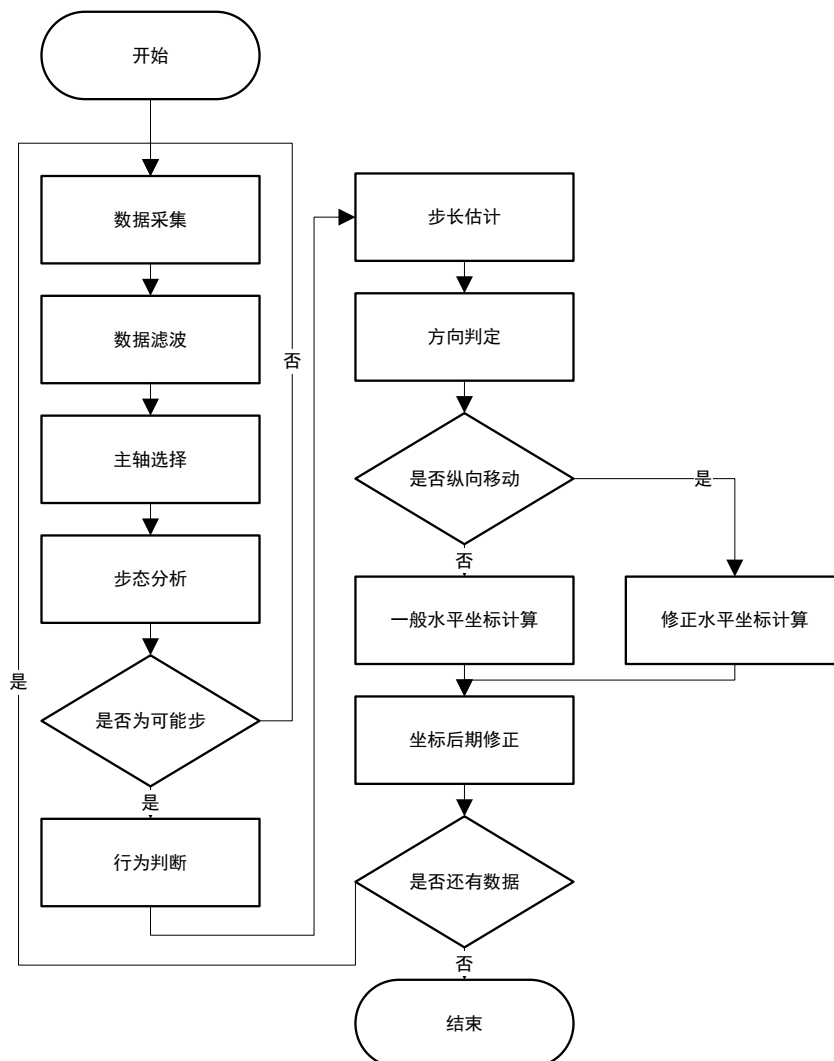 开始
数据采集
数据滤波
主轴选择
步态分析
是否为可能步
否
是
行为判断
步长估计
方向判定
是否纵向移动
是
否
一般水平坐标计算
修正水平坐标计算
坐标后期修正
是否还有数据
是
否
结束